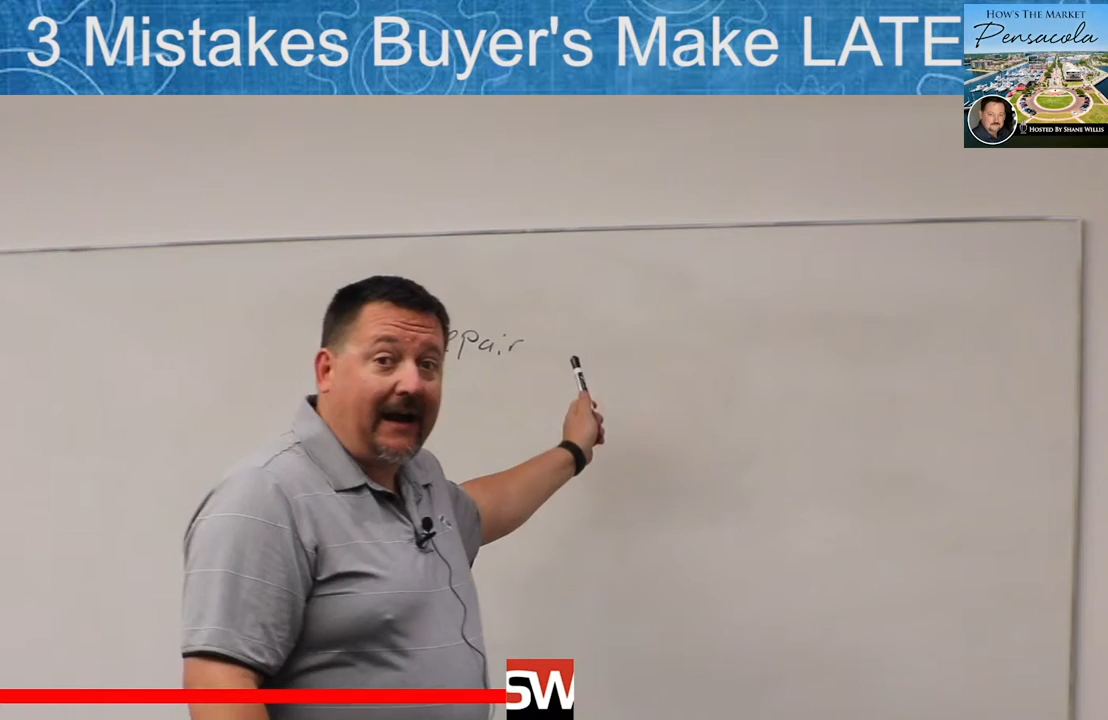 3 Mistakes Buyer's Make LATE
How's The Market
Pensacola
Hosted By Shane Willis
epair
SW